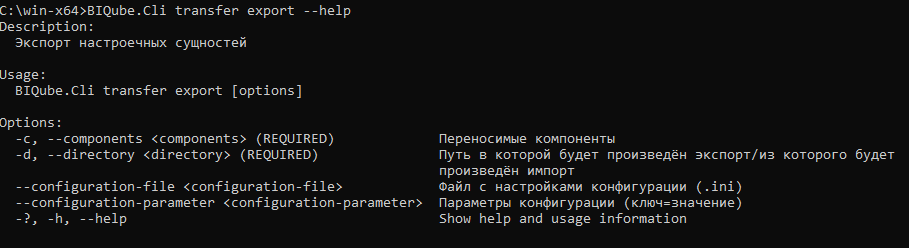 C:\win-x64>BIQube.Cli transfer export --help
Description:
Экспорт настроечных сущностей
Usage:
BIQube.Cli transfer export [options]
Options:
-c, --components <components> (REQUIRED) Переносимые компоненты
-d, --directory <directory> (REQUIRED) Путь в которой будет произведён экспорт/из которого будет
произведён импорт
--configuration-file <configuration-file> Файл с настройками конфигурации (.ini)
--configuration-parameter <configuration-parameter> Параметры конфигурации (ключ=значение)
-?, -h, --help Show help and usage information